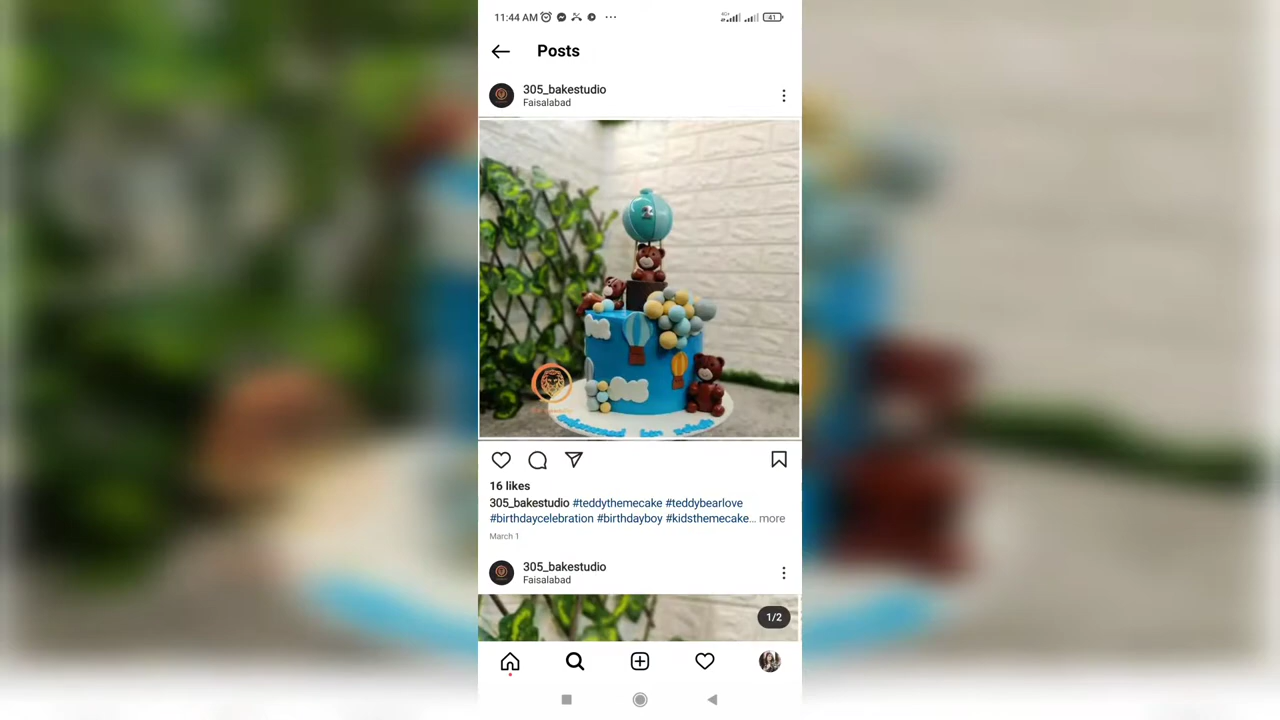 11:44 AM
41
Posts
305_bakestudio
Faisalabad
16 likes
305_bakestudio #teddythemecake #teddybearlove
#birthdaycelebration #birthdayboy #kidsthemecake... more
March 1
305_bakestudio
Faisalabad
1/2